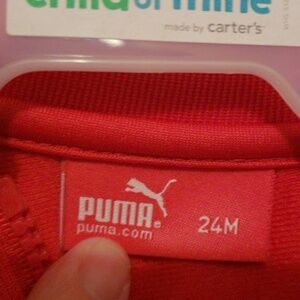 child of mine
made by carter's
PUMA®
puma.com
24M